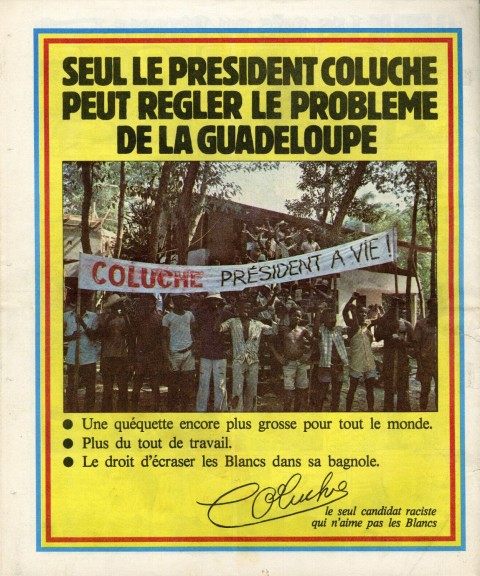 SEUL LE PRESIDENT COLUCHE
PEUT REGLER LE PROBLEME
DE LA GUADELOUPE
COLUCHE PRÉSIDENT A VIE !
● Une quéquette encore plus grosse pour tout le monde.
● Plus du tout de travail.
● Le droit d'écraser les Blancs dans sa bagnole.
Coluche
le seul candidat raciste
qui n'aime pas les Blancs